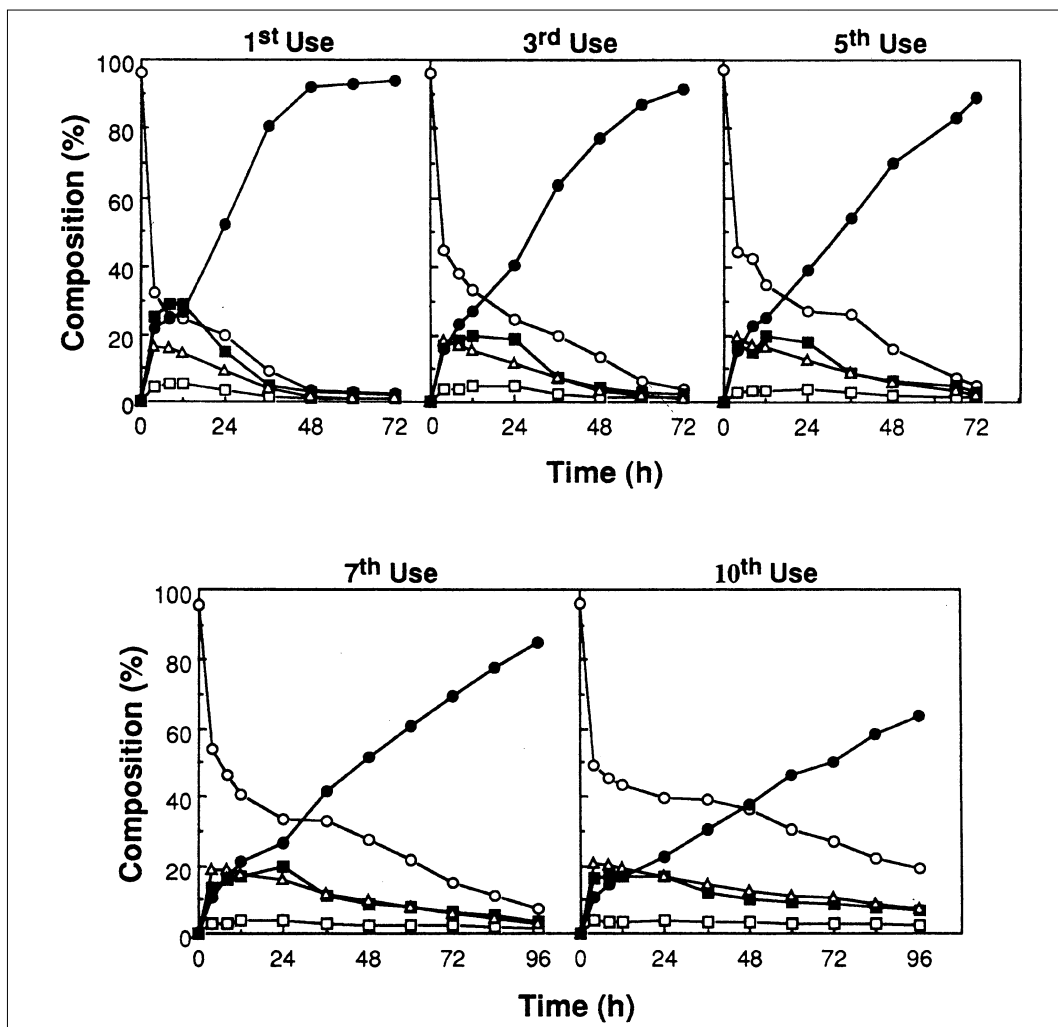 1st Use 3rd Use 5th Use
Composition (%)
100
80
60
40
20
0
0 24 48 72 0 24 48 72 0 24 48 72
Time (h)
7th Use 10th Use
Composition (%)
100
80
60
40
20
0
0 24 48 72 96 0 24 48 72 96
Time (h)